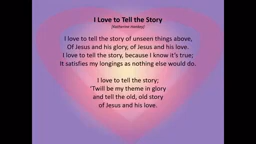 I Love to Tell the Story
(Katherine Hankey)
I love to tell the story of unseen things above,
Of Jesus and his glory, of Jesus and his love.
I love to tell the story, because I know it's true;
It satisfies my longings as nothing else would do.
I love to tell the story;
'Twill be my theme in glory
and tell the old, old story
of Jesus and his love.